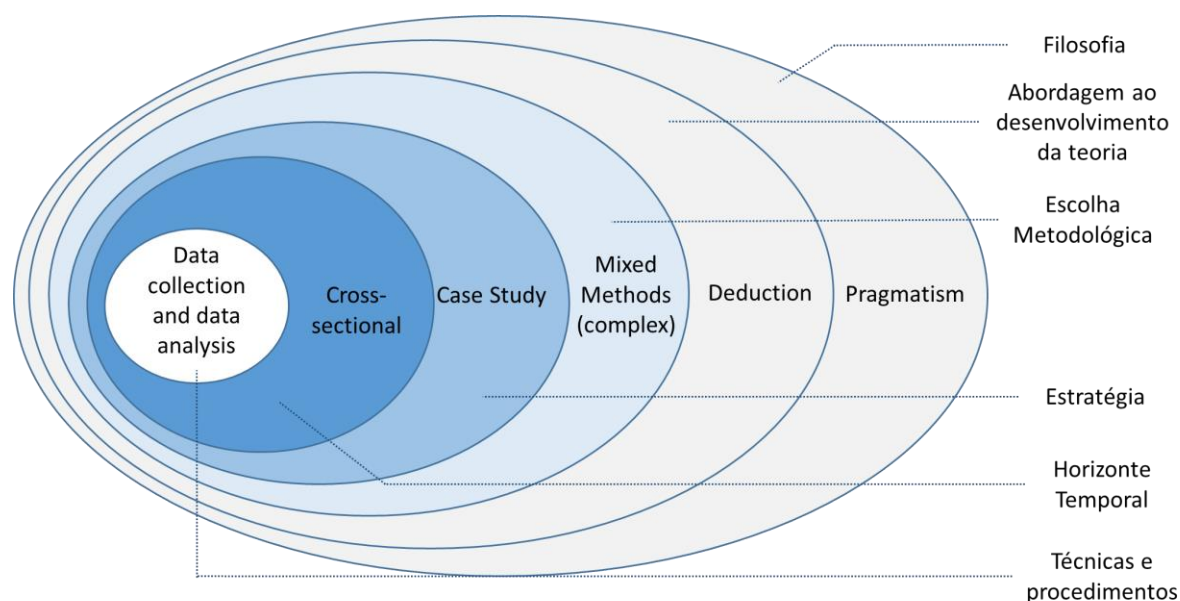 Filosofia
Abordagem ao
desenvolvimento
da teoria
Escolha
Metodológica
Data
collection
and data
analysis
Cross-
sectional
Case Study
Mixed
Methods
(complex)
Deduction
Pragmatism
Estratégia
Horizonte
Temporal
Técnicas e
procedimentos